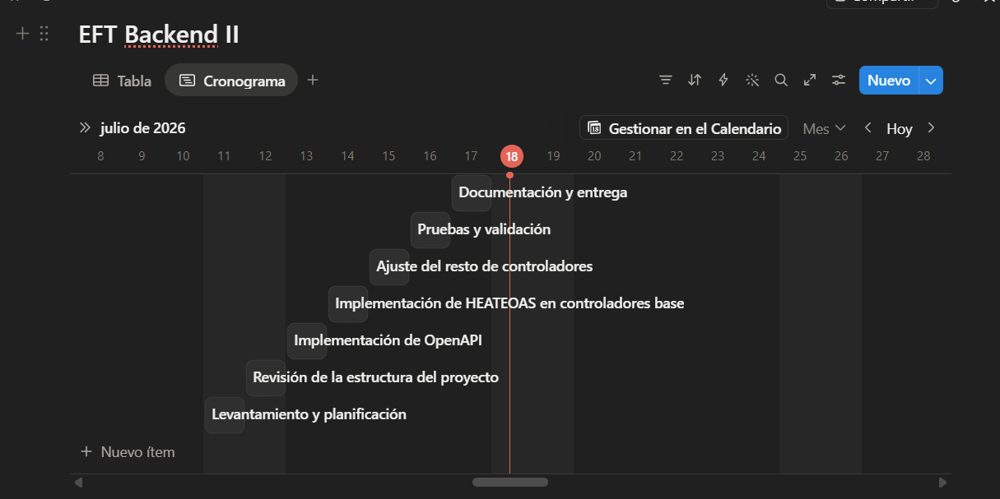 EFT Backend II
Tabla
Cronograma
Nuevo
julio de 2026
18
Gestionar en el Calendario
Mes
Hoy
8 9 10 11 12 13 14 15 16 17 18 19 20 21 22 23 24 25 26 27 28
Documentación y entrega
Pruebas y validación
Ajuste del resto de controladores
Implementación de HEATEOAS en controladores base
Implementación de OpenAPI
Revisión de la estructura del proyecto
Levantamiento y planificación
Nuevo ítem